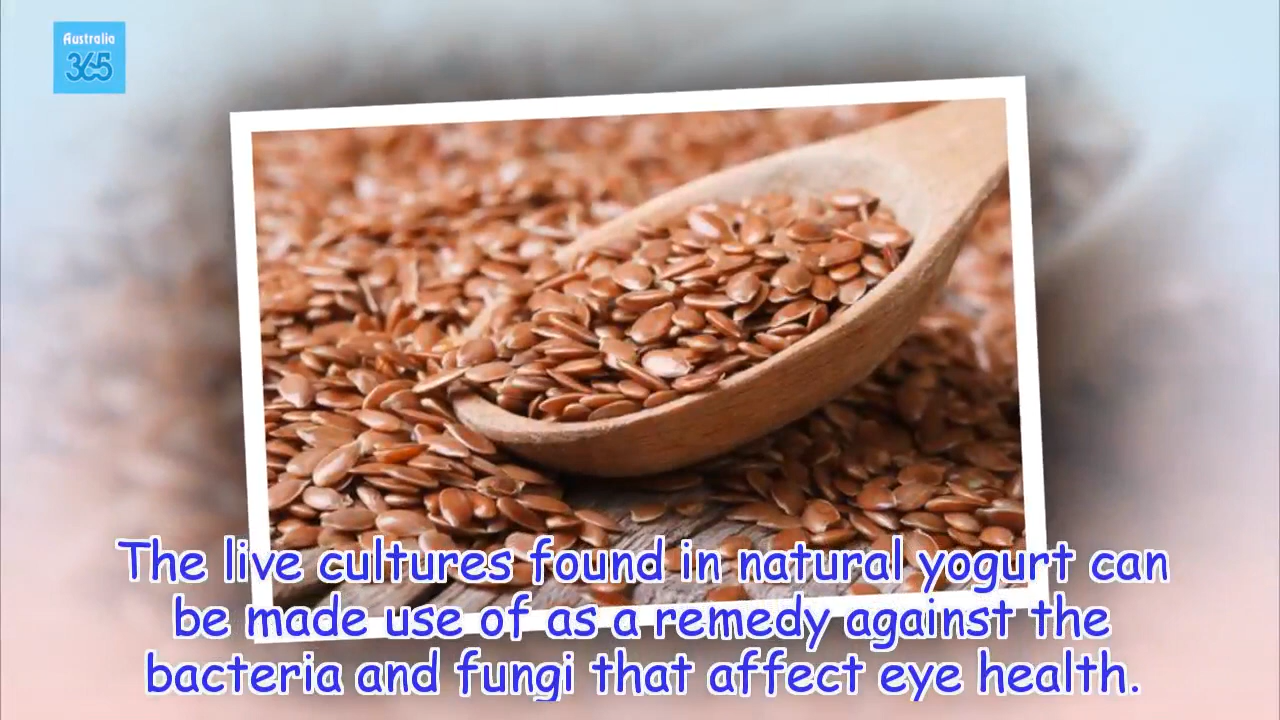 Australia
365
The live cultures found in natural yogurt can
be made use of as a remedy against the
bacteria and fungi that affect eye health.